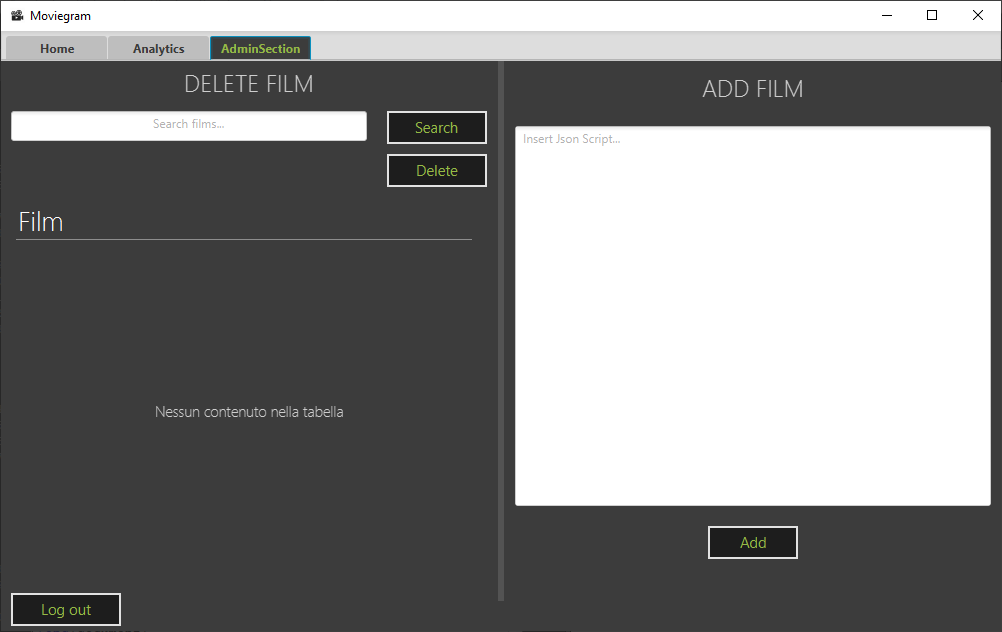 Moviegram
Home
Analytics
AdminSection
DELETE FILM
Search films...
Search
Delete
Film
Nessun contenuto nella tabella
Log out
ADD FILM
Insert Json Script...
Add